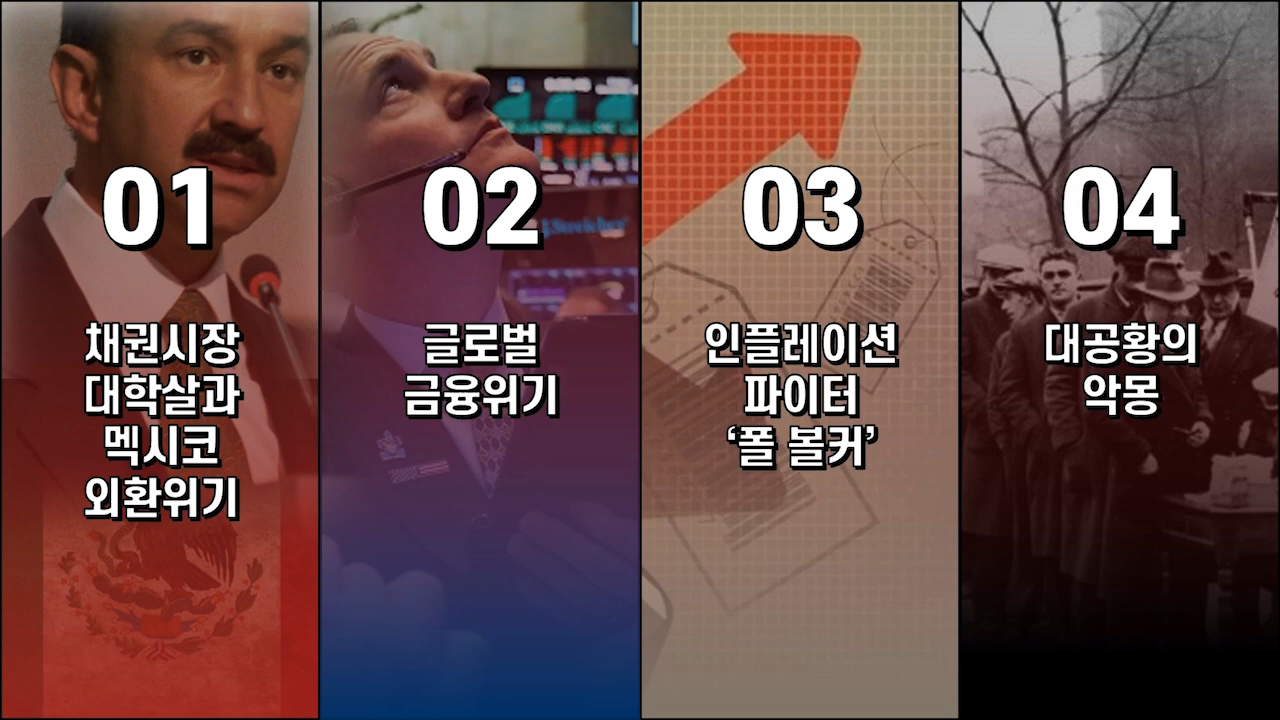 01
채권시장
대학살과
멕시코
외환위기
02
글로벌
금융위기
03
인플레이션
파이터
‘폴 볼커’
04
대공황의
악몽